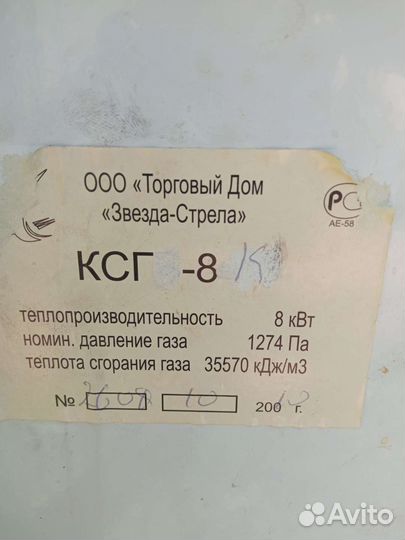 ООО «Торговый Дом
«Звезда-Стрела»
РС
АЕ-58
КСГ -8
теплопроизводительность 8 кВт
номин. давление газа 1274 Па
теплота сгорания газа 35570 кДж/м3
№ 10 200 г.
Avito